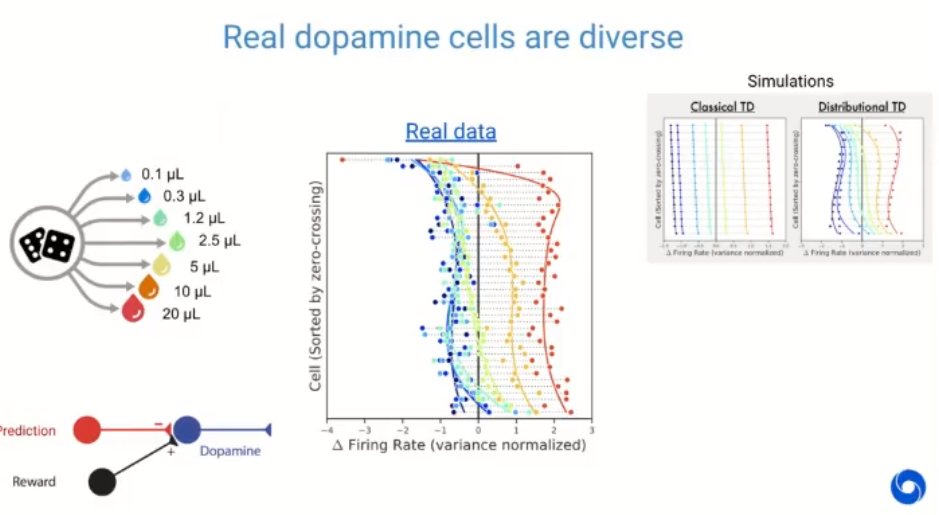 Real dopamine cells are diverse
Simulations
Classical TD
Distributional TD
Cell (Sorted by zero-crossing)
Δ Firing Rate (variance normalized)
Cell (Sorted by zero-crossing)
Δ Firing Rate (variance normalized)
Real data
Cell (Sorted by zero-crossing)
−4 −3 −2 −1 0 1 2 3
Δ Firing Rate (variance normalized)
0.1 µL
0.3 µL
1.2 µL
2.5 µL
5 µL
10 µL
20 µL
Prediction
−
+
Dopamine
Reward